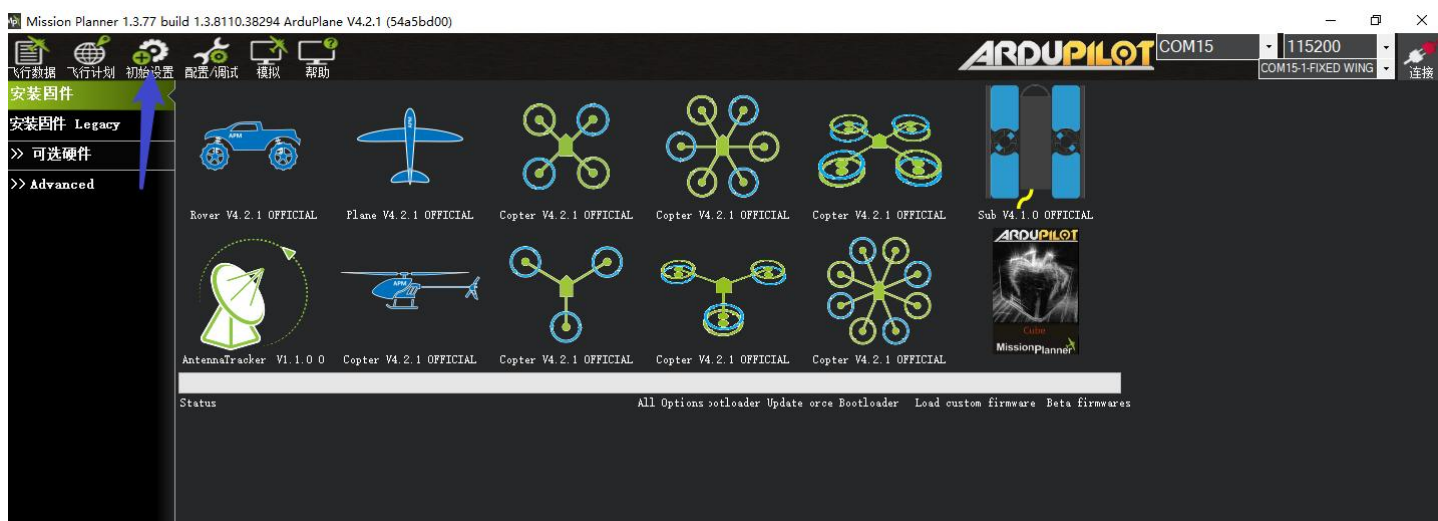 Mission Planner 1.3.77 build 1.3.8110.38294 ArduPlane V4.2.1 (54a5bd00)
飞行数据 飞行计划 初始设置 配置/调试 模拟 帮助
ARDUPILOT
COM15
115200
COM15-1-FIXED WING
连接
安装固件
安装固件 Legacy
>> 可选硬件
>> Advanced
APM
APM
Rover V4.2.1 OFFICIAL Plane V4.2.1 OFFICIAL Copter V4.2.1 OFFICIAL Copter V4.2.1 OFFICIAL Copter V4.2.1 OFFICIAL Sub V4.1.0 OFFICIAL
APM
ARDUPILOT
Cube
MissionPlanner
AntennaTracker V1.1.0 0 Copter V4.2.1 OFFICIAL Copter V4.2.1 OFFICIAL Copter V4.2.1 OFFICIAL Copter V4.2.1 OFFICIAL
Status
All Options otloader Update orce Bootloader Load custom firmware Beta firmwares